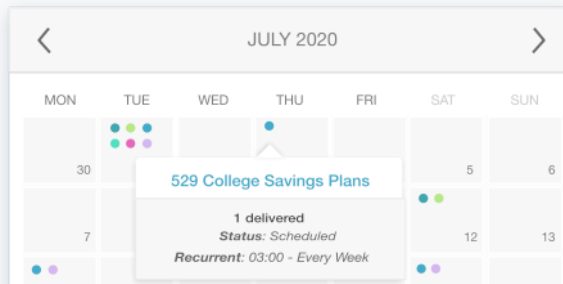 JULY 2020
MON TUE WED THU FRI SAT SUN
30 5 6
529 College Savings Plans
1 delivered
7 Status: Scheduled 12 13
Recurrent: 03:00 - Every Week